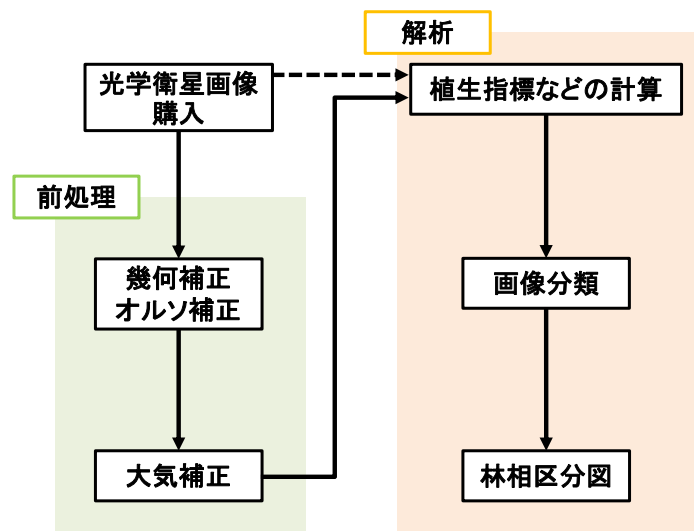 解析
光学衛星画像
購入
植生指標などの計算
前処理
幾何補正
オルソ補正
画像分類
大気補正
林相区分図